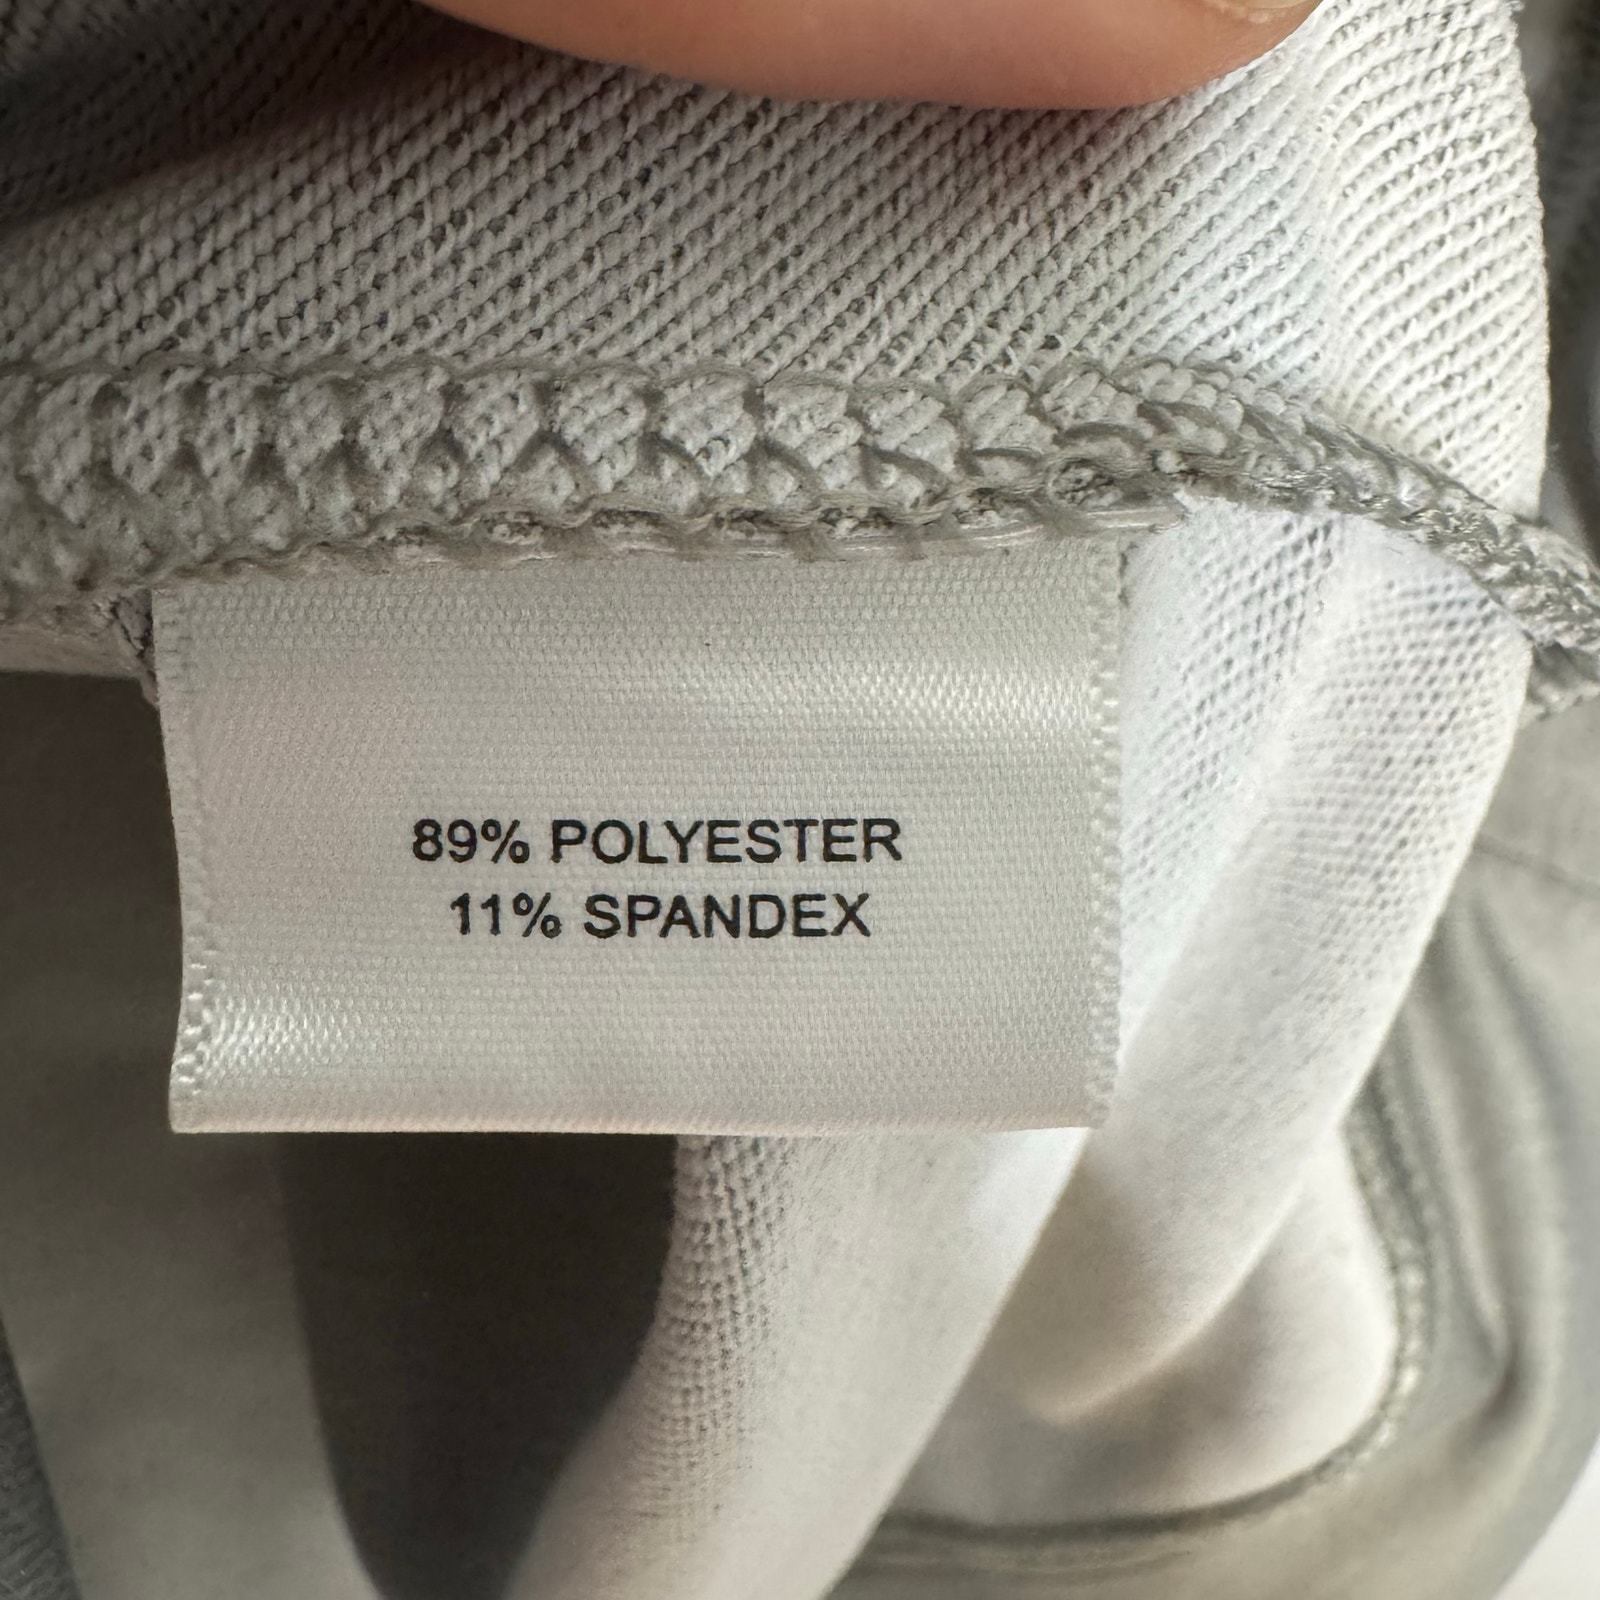 89% POLYESTER
11% SPANDEX